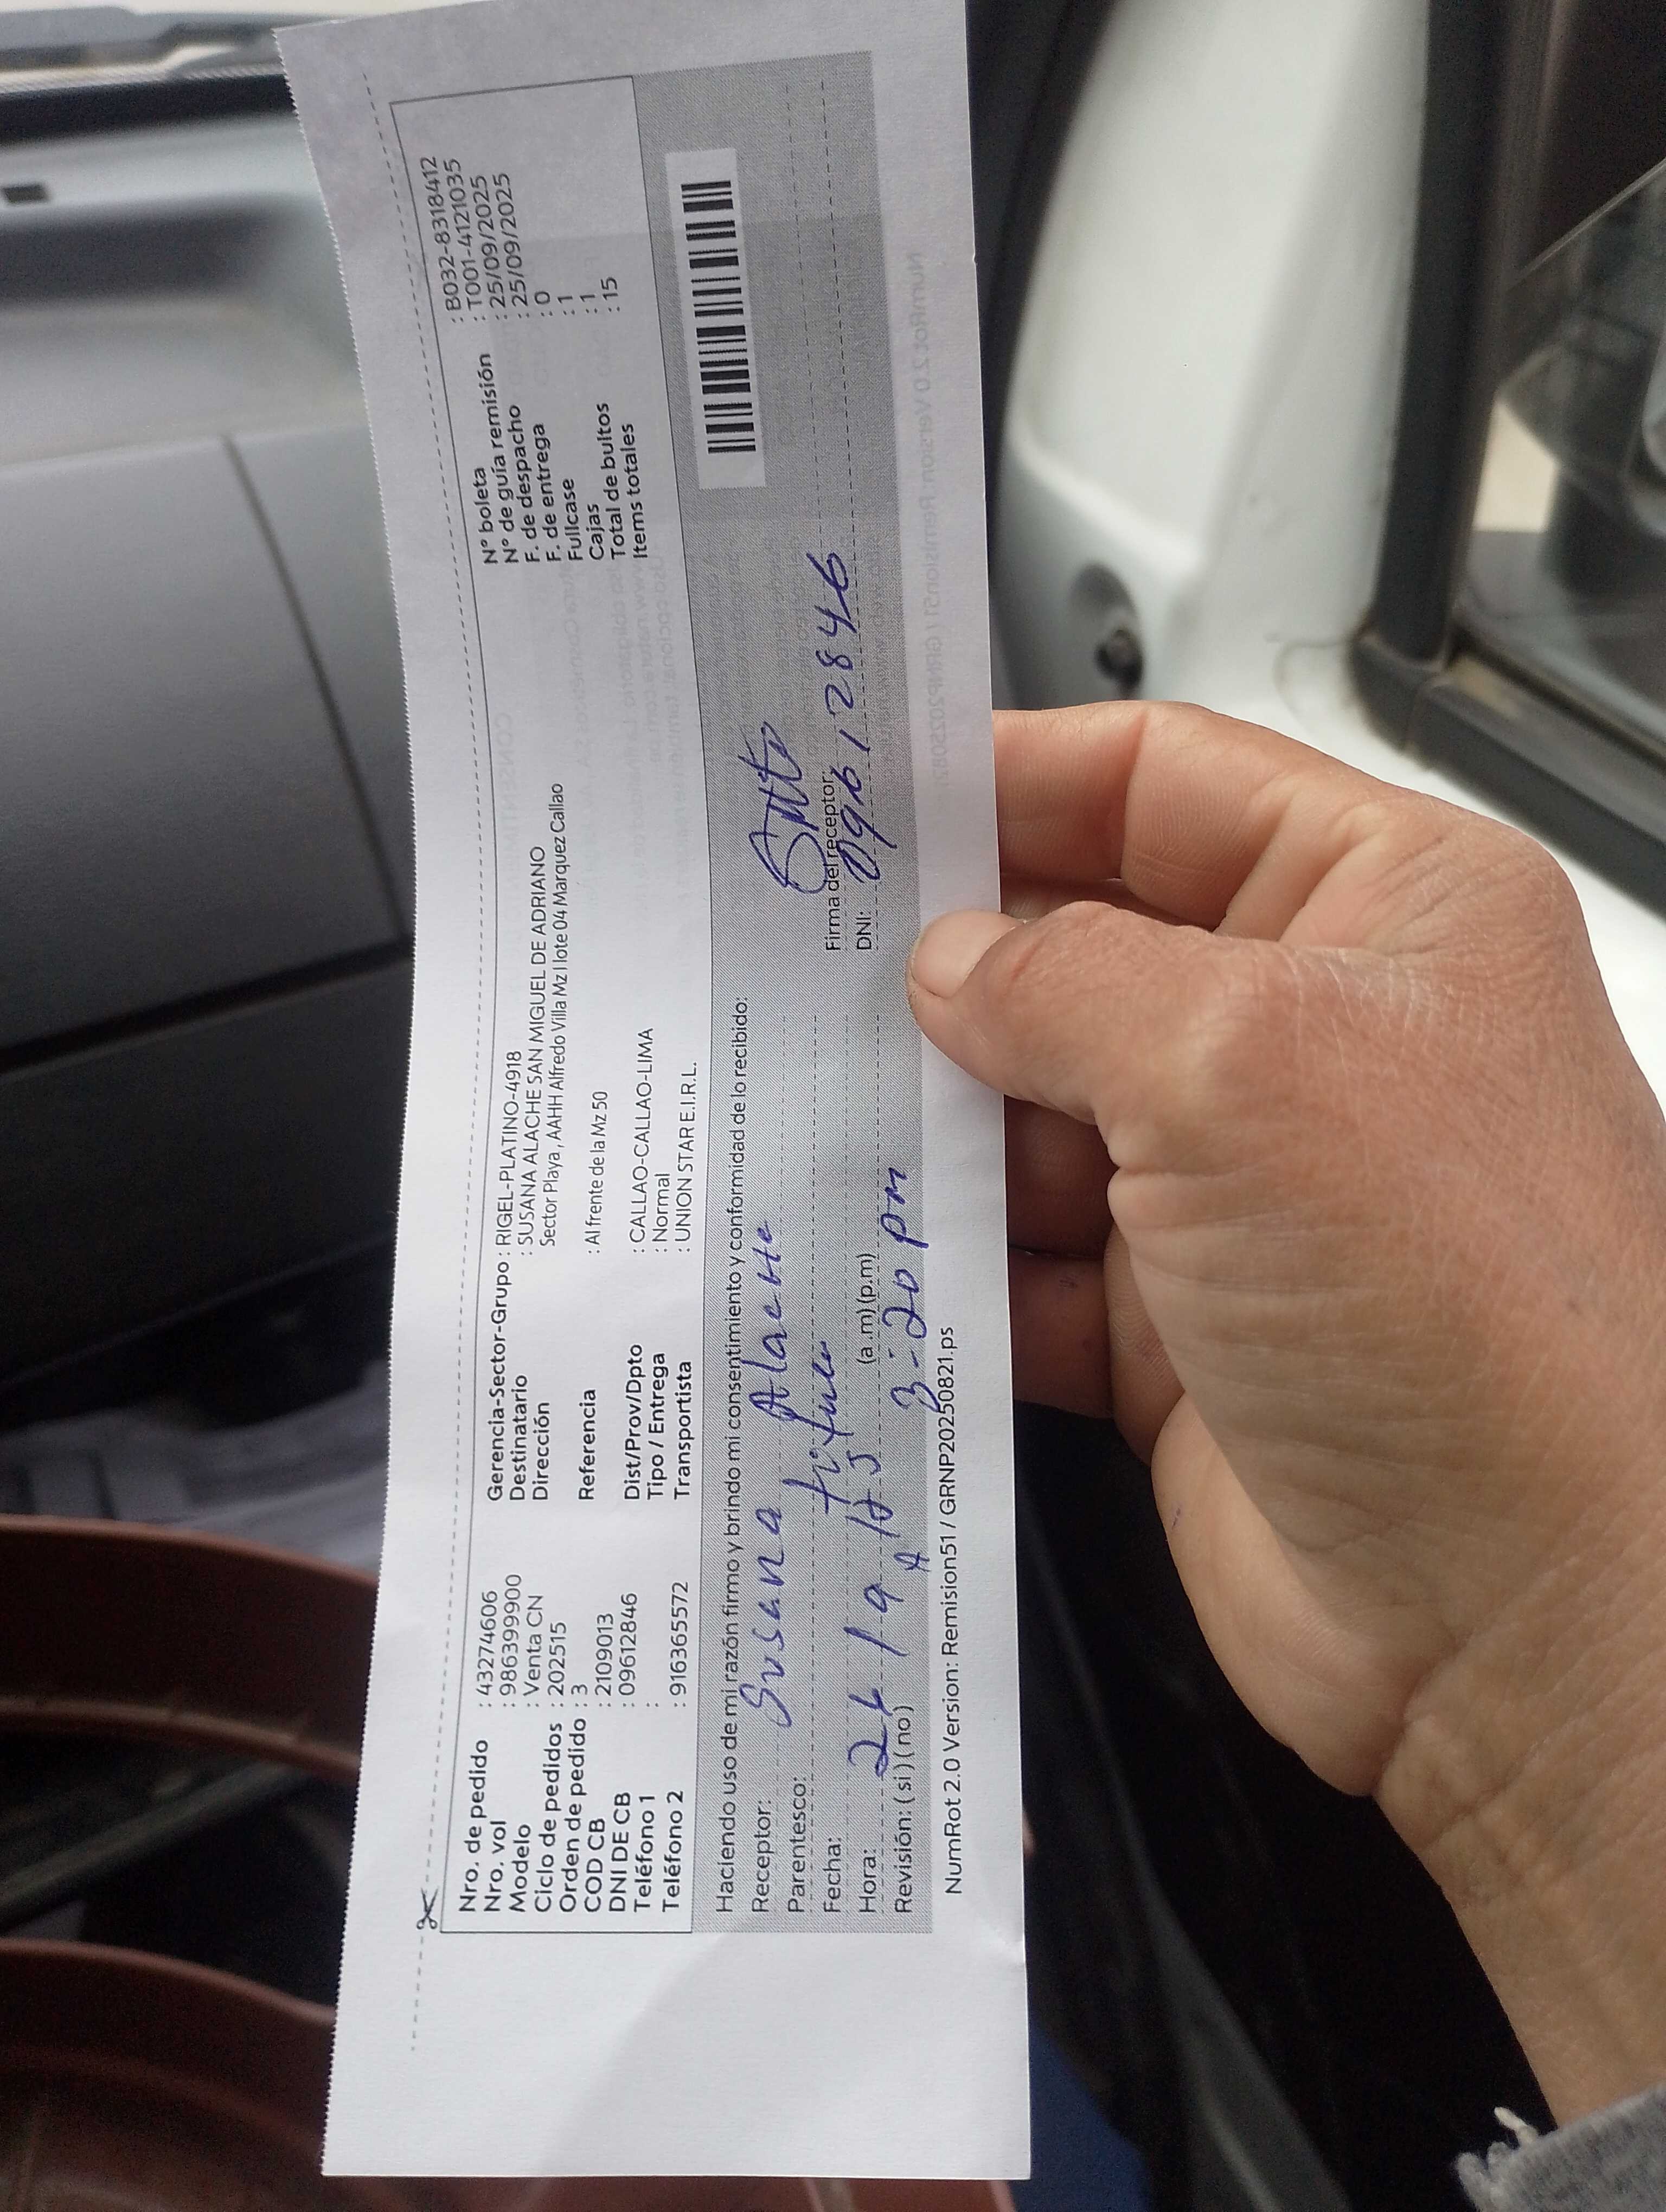 Nro. de pedido : 43274606
Nro. vol : 986399900
Modelo : Venta CN
Ciclo de pedidos : 202515
Orden de pedido : 3
COD CB : 2109013
DNI DE CB : 09612846
Teléfono 1 :
Teléfono 2 : 916365572
Gerencia-Sector-Grupo : RIGEL-PLATINO-4918
Destinatario : SUSANA ALACHE SAN MIGUEL DE ADRIANO
Dirección Sector Playa , AAHH Alfredo Villa Mz I lote 04 Marquez Callao
Referencia : Al frente de la Mz 50
Dist/Prov/Dpto : CALLAO-CALLAO-LIMA
Tipo / Entrega : Normal
Transportista : UNION STAR E.I.R.L.
N° boleta : B032-8318412
N° de guía remisión : T001-4121035
F. de despacho : 25/09/2025
F. de entrega : 25/09/2025
Fullcase : 0
Cajas : 1
Total de bultos : 1
Items totales : 15
Haciendo uso de mi razón firmo y brindo mi consentimiento y conformidad de lo recibido:
Receptor: Susana Alache
Parentesco:
Fecha:
Hora: (a .m) (p.m)
Revisión: ( si ) ( no ) 3:20 pm
Firma del receptor:
DNI: 09612846
NumRot 2.0 Version: Remision51 / GRNP20250821.ps